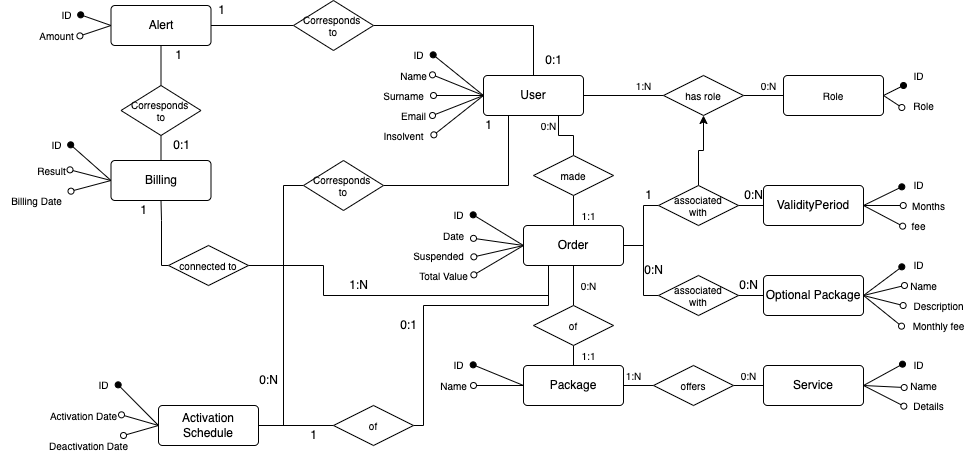 ID
Amount
Alert
1
Corresponds
to
1
0:1
ID
Name
Surname
Email
Insolvent
User
1:N
has role
0:N
Role
ID
Role
Corresponds
to
0:1
1
0:N
ID
Result
Billing Date
Billing
1
Corresponds
to
made
1:1
1
associated
with
0:N
ValidityPeriod
ID
Months
fee
ID
Date
Suspended
Total Value
Order
connected to
1:N
0:N
0:N
associated
with
0:N
Optional Package
ID
Name
Description
Monthly fee
0:1
of
1:1
ID
Name
Package
1:N
offers
0:N
Service
ID
Name
Details
0:N
ID
Activation Date
Deactivation Date
Activation
Schedule
1
of